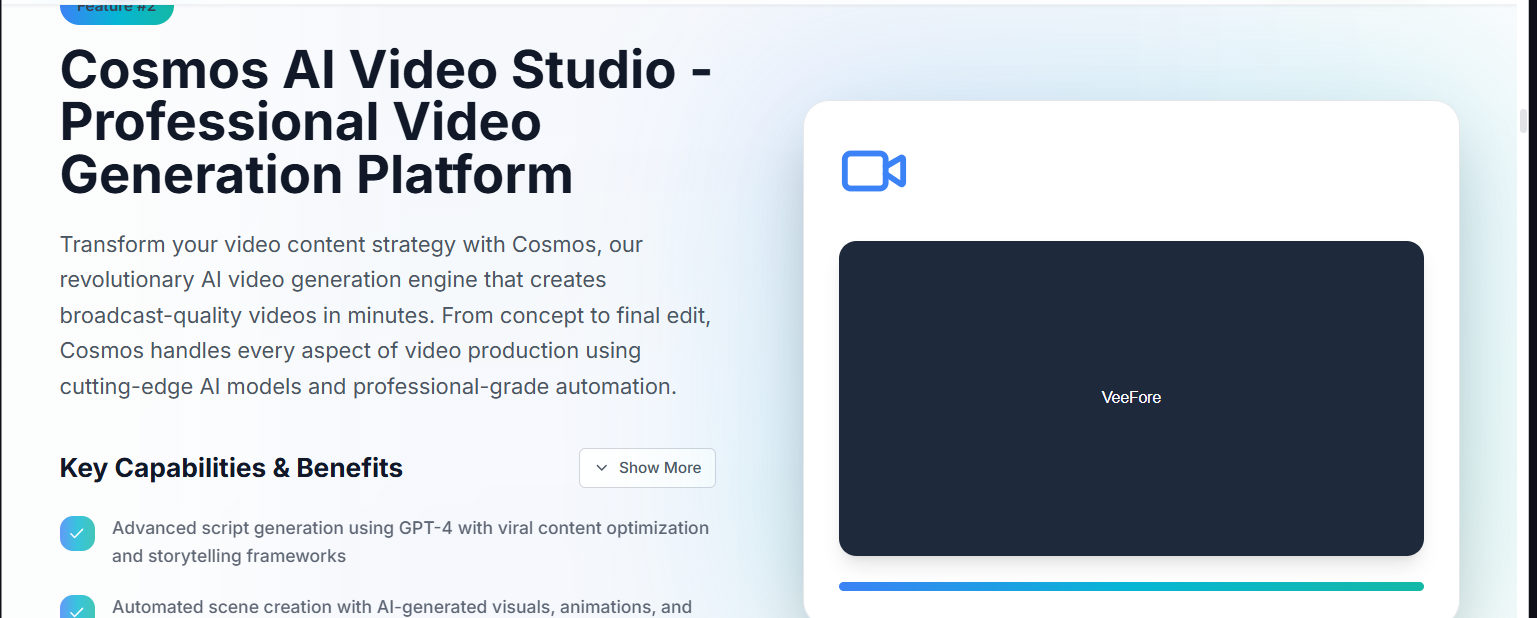 Feature #2
Cosmos AI Video Studio -
Professional Video
Generation Platform
Transform your video content strategy with Cosmos, our
revolutionary AI video generation engine that creates
broadcast-quality videos in minutes. From concept to final edit,
Cosmos handles every aspect of video production using
cutting-edge AI models and professional-grade automation.
Key Capabilities & Benefits
Show More
Advanced script generation using GPT-4 with viral content optimization
and storytelling frameworks
Automated scene creation with AI-generated visuals, animations, and
VeeFore